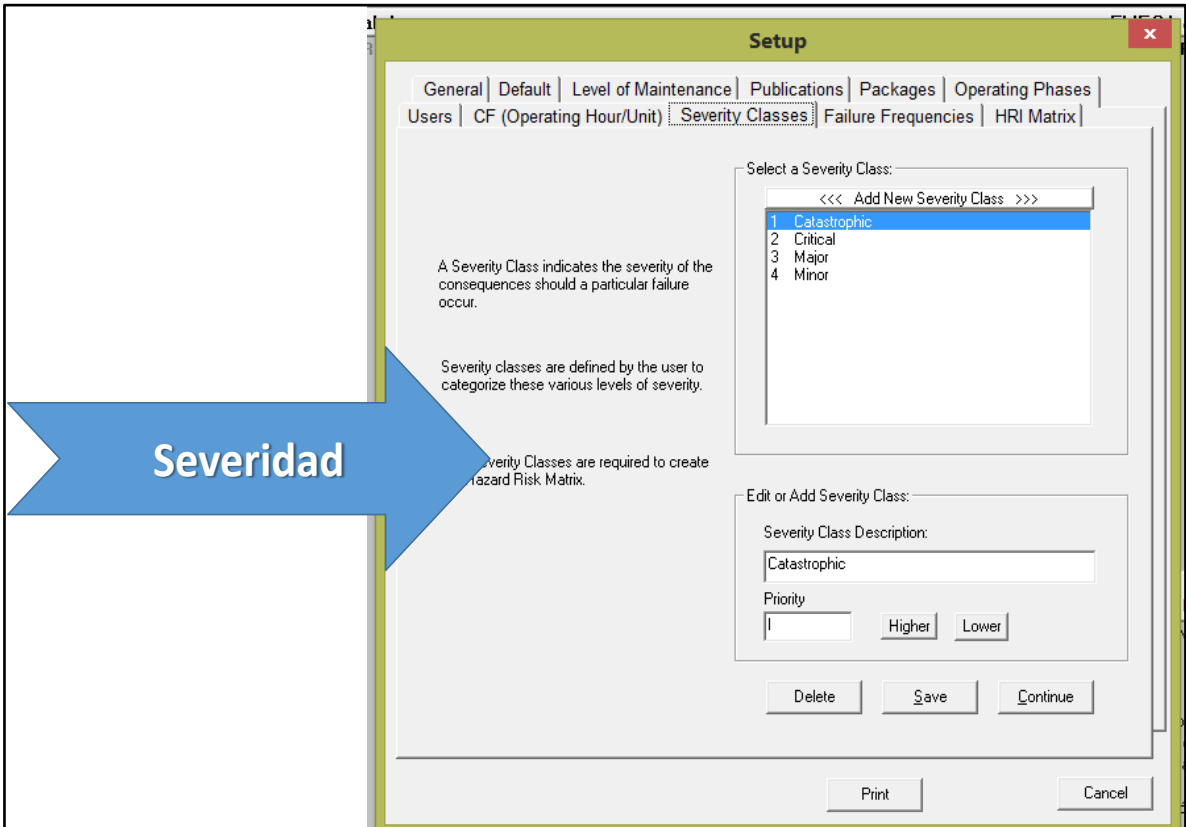 Setup
x
General
Default
Level of Maintenance
Publications
Packages
Operating Phases
Users
CF (Operating Hour/Unit)
Severity Classes
Failure Frequencies
HRI Matrix
A Severity Class indicates the severity of the
consequences should a particular failure
occur.
Severity classes are defined by the user to
categorize these various levels of severity.
Severidad
Severity Classes are required to create
Hazard Risk Matrix.
Select a Severity Class:
<<< Add New Severity Class >>>
1 Catastrophic
2 Critical
3 Major
4 Minor
Edit or Add Severity Class:
Severity Class Description:
Catastrophic
Priority
I
Higher
Lower
Delete
Save
Continue
Print
Cancel